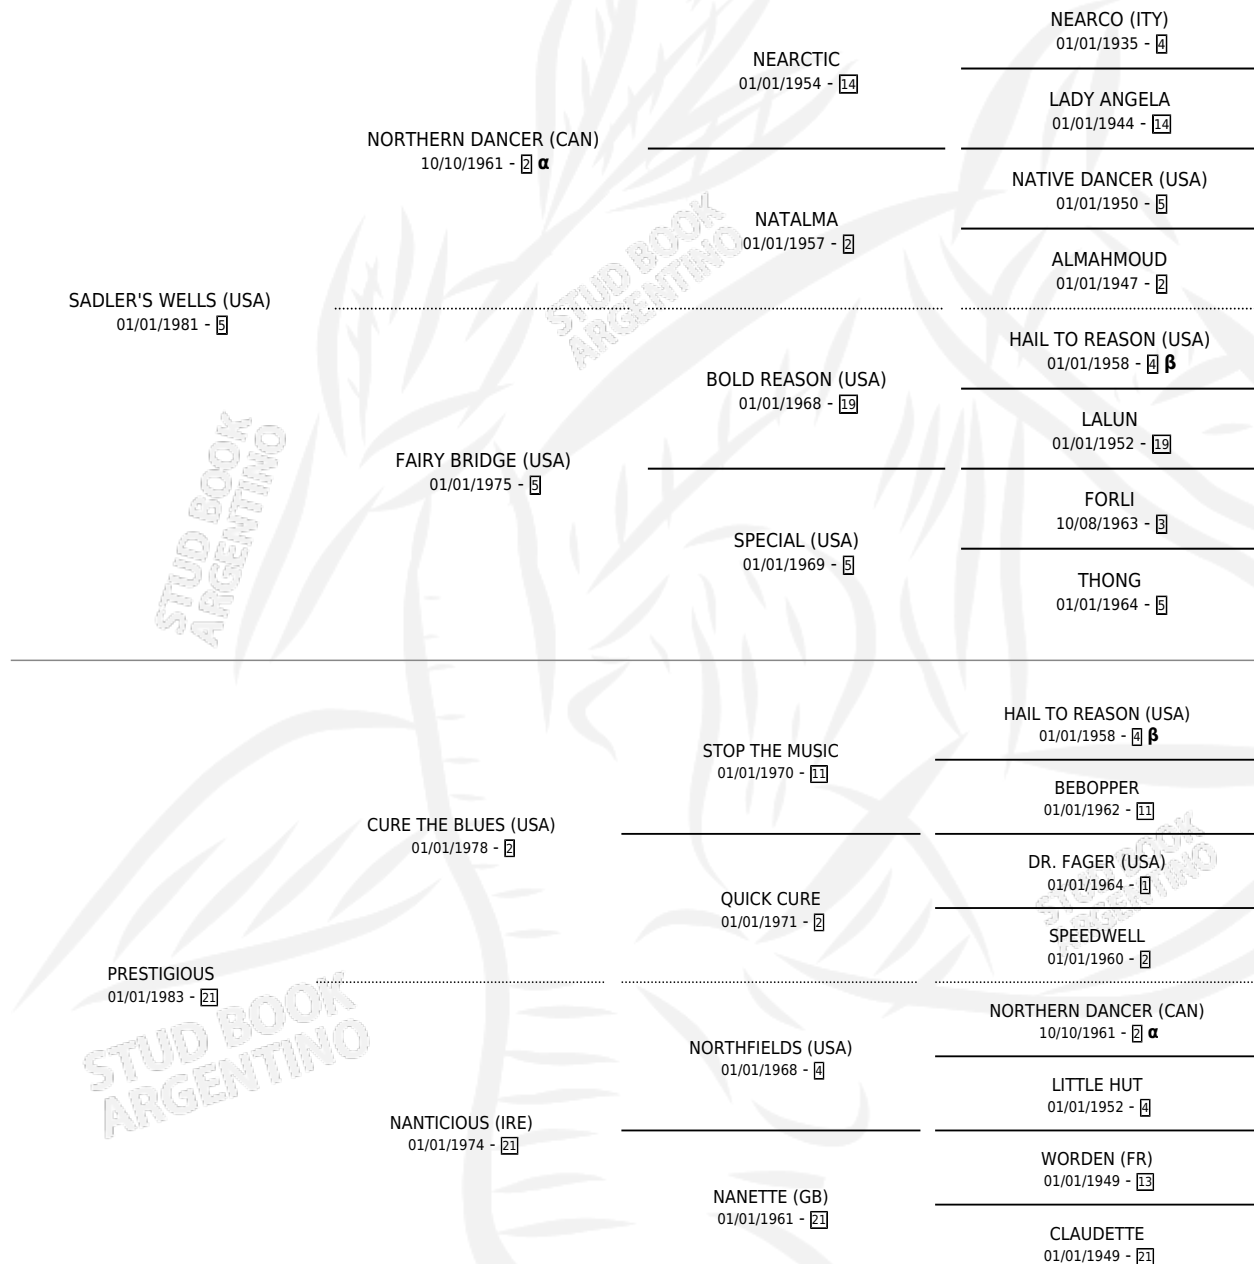 NEARCO (ITY)
01/01/1935 - 4
NEARCTIC
01/01/1954 - 14
LADY ANGELA
01/01/1944 - 14
NORTHERN DANCER (CAN)
10/10/1961 - 2 α
NATIVE DANCER (USA)
01/01/1950 - 5
NATALMA
01/01/1957 - 2
ALMAHMOUD
01/01/1947 - 2
SADLER'S WELLS (USA)
01/01/1981 - 5
STUD BOOK
ARGENTINO
HAIL TO REASON (USA)
01/01/1958 - 4 β
BOLD REASON (USA)
01/01/1968 - 19
LALUN
01/01/1952 - 19
FAIRY BRIDGE (USA)
01/01/1975 - 5
FORLI
10/08/1963 - 3
SPECIAL (USA)
01/01/1969 - 5
THONG
01/01/1964 - 5
STUD BOOK
ARGENTINO
HAIL TO REASON (USA)
01/01/1958 - 4 β
STOP THE MUSIC
01/01/1970 - 11
BEBOPPER
01/01/1962 - 11
CURE THE BLUES (USA)
01/01/1978 - 2
DR. FAGER (USA)
01/01/1964 - 1
QUICK CURE
01/01/1971 - 2
SPEEDWELL
01/01/1960 - 2
STUD BOOK
ARGENTINO
PRESTIGIOUS
01/01/1983 - 21
STUD BOOK
ARGENTINO
NORTHERN DANCER (CAN)
10/10/1961 - 2 α
NORTHFIELDS (USA)
01/01/1968 - 4
LITTLE HUT
01/01/1952 - 4
NANTICIOUS (IRE)
01/01/1974 - 21
WORDEN (FR)
01/01/1949 - 13
NANETTE (GB)
01/01/1961 - 21
CLAUDETTE
01/01/1949 - 21